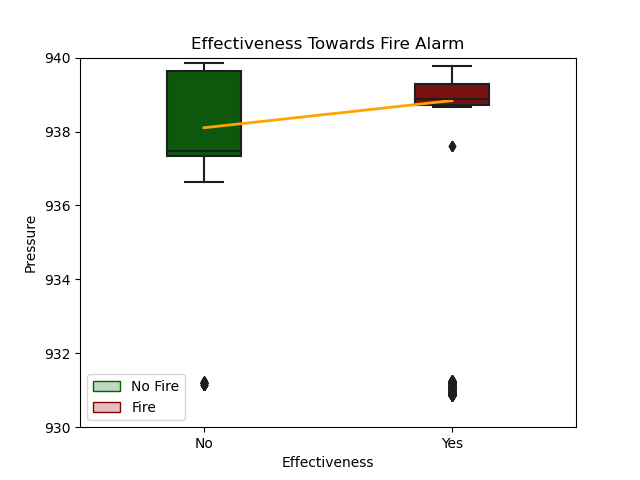 Effectiveness Towards Fire Alarm
940
938
936
934
932
930
Pressure
No Fire
Fire
No
Yes
Effectiveness